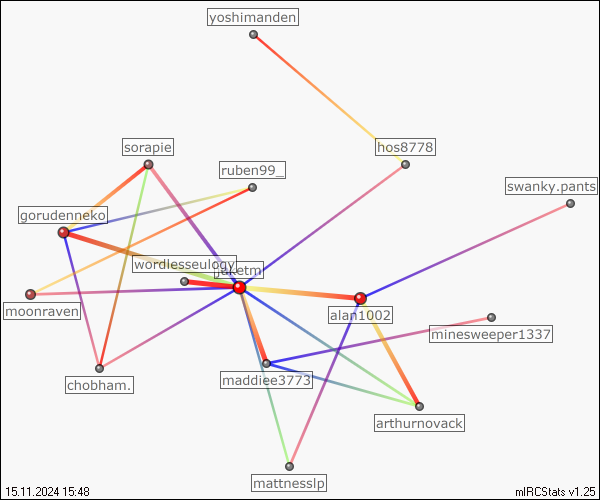 yoshimanden
sorapie
hos8778
ruben99_
swanky.pants
gorudenneko
wordlesseulogy
moonraven
alan1002
minesweeper1337
chobham.
maddiee3773
arthurnovack
mattnesslp
15.11.2024 15:48
mIRCStats v1.25